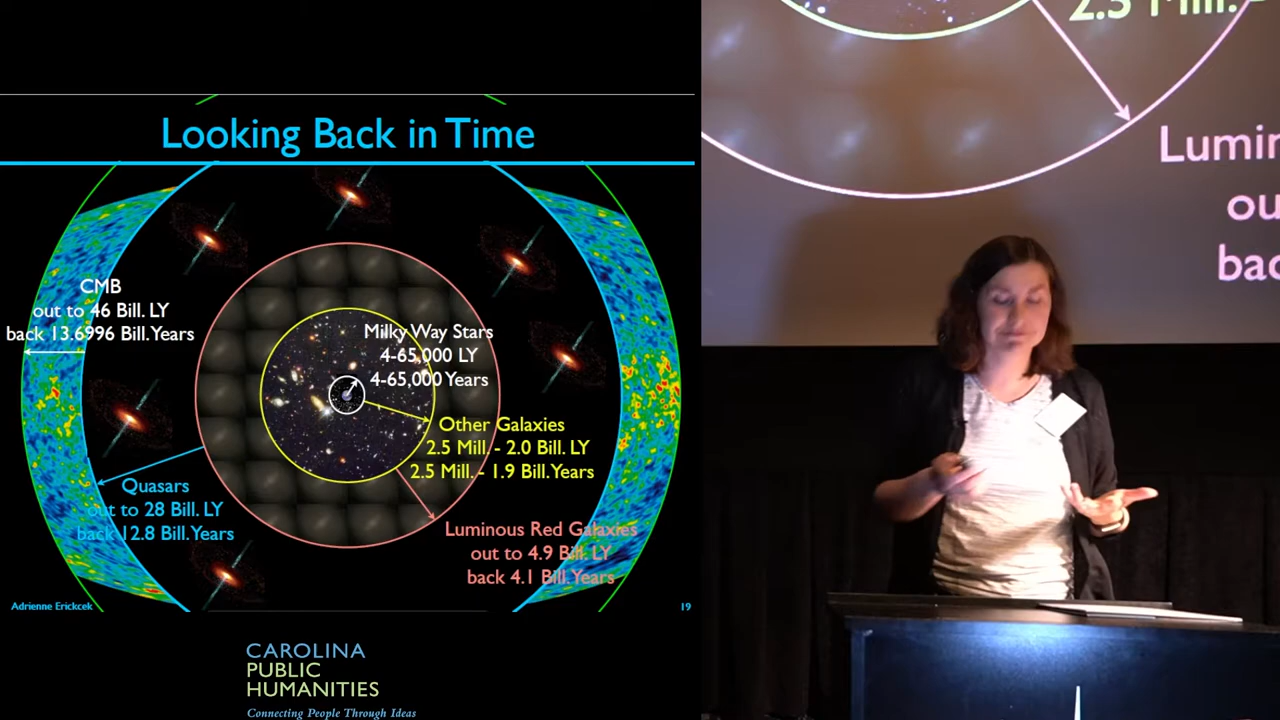 Looking Back in Time
CMB
out to 46 Bill. LY
back 13.6996 Bill. Years
Milky Way Stars
4-65,000 LY
4-65,000 Years
Other Galaxies
2.5 Mill. - 2.0 Bill. LY
2.5 Mill. - 1.9 Bill. Years
Quasars
out to 28 Bill. LY
back 12.8 Bill. Years
Luminous Red Galaxies
out to 4.9 Bill. LY
back 4.1 Bill. Years
Adrienne Erickcek
19
CAROLINA
PUBLIC
HUMANITIES
Connecting People Through Ideas
2.5 Mill. -
Lumin
ou
bac